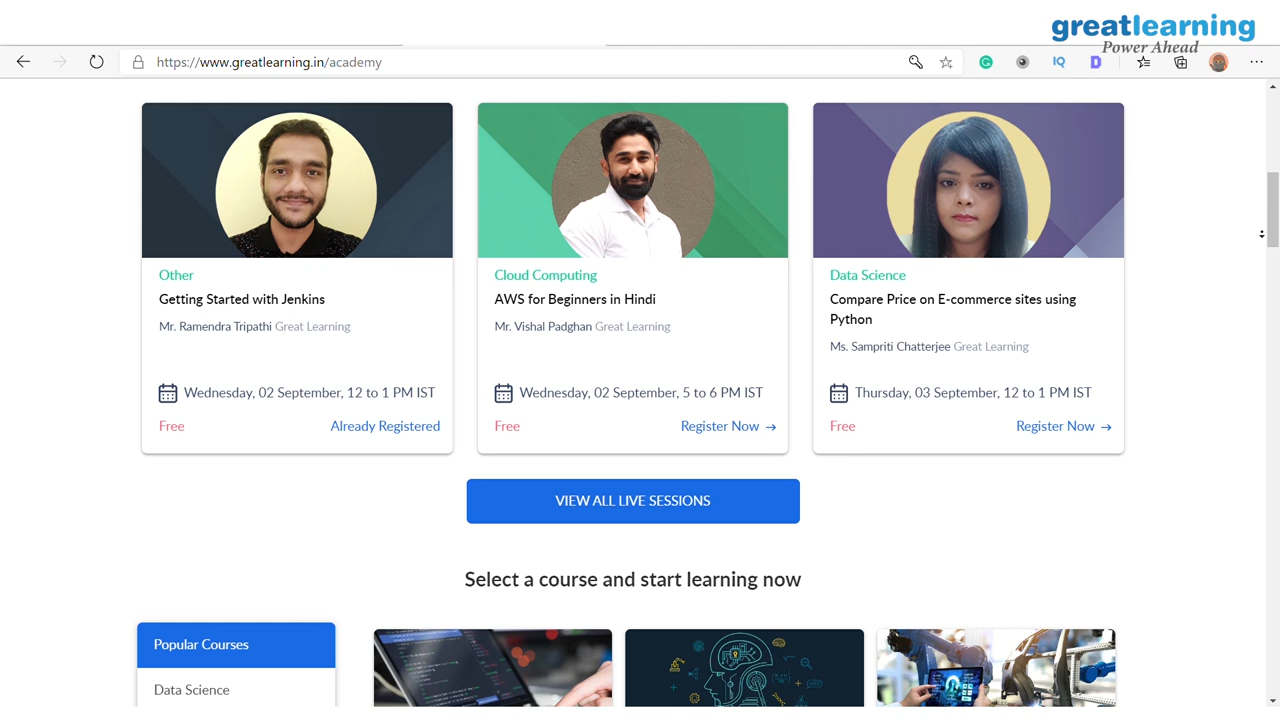 greatlearning
Power Ahead
https://www.greatlearning.in/academy
IQ
D
Other
Getting Started with Jenkins
Mr. Ramendra Tripathi Great Learning
Wednesday, 02 September, 12 to 1 PM IST
Free
Already Registered
Cloud Computing
AWS for Beginners in Hindi
Mr. Vishal Padghan Great Learning
Wednesday, 02 September, 5 to 6 PM IST
Free
Register Now →
Data Science
Compare Price on E-commerce sites using
Python
Ms. Sampriti Chatterjee Great Learning
Thursday, 03 September, 12 to 1 PM IST
Free
Register Now →
VIEW ALL LIVE SESSIONS
Select a course and start learning now
Popular Courses
Data Science